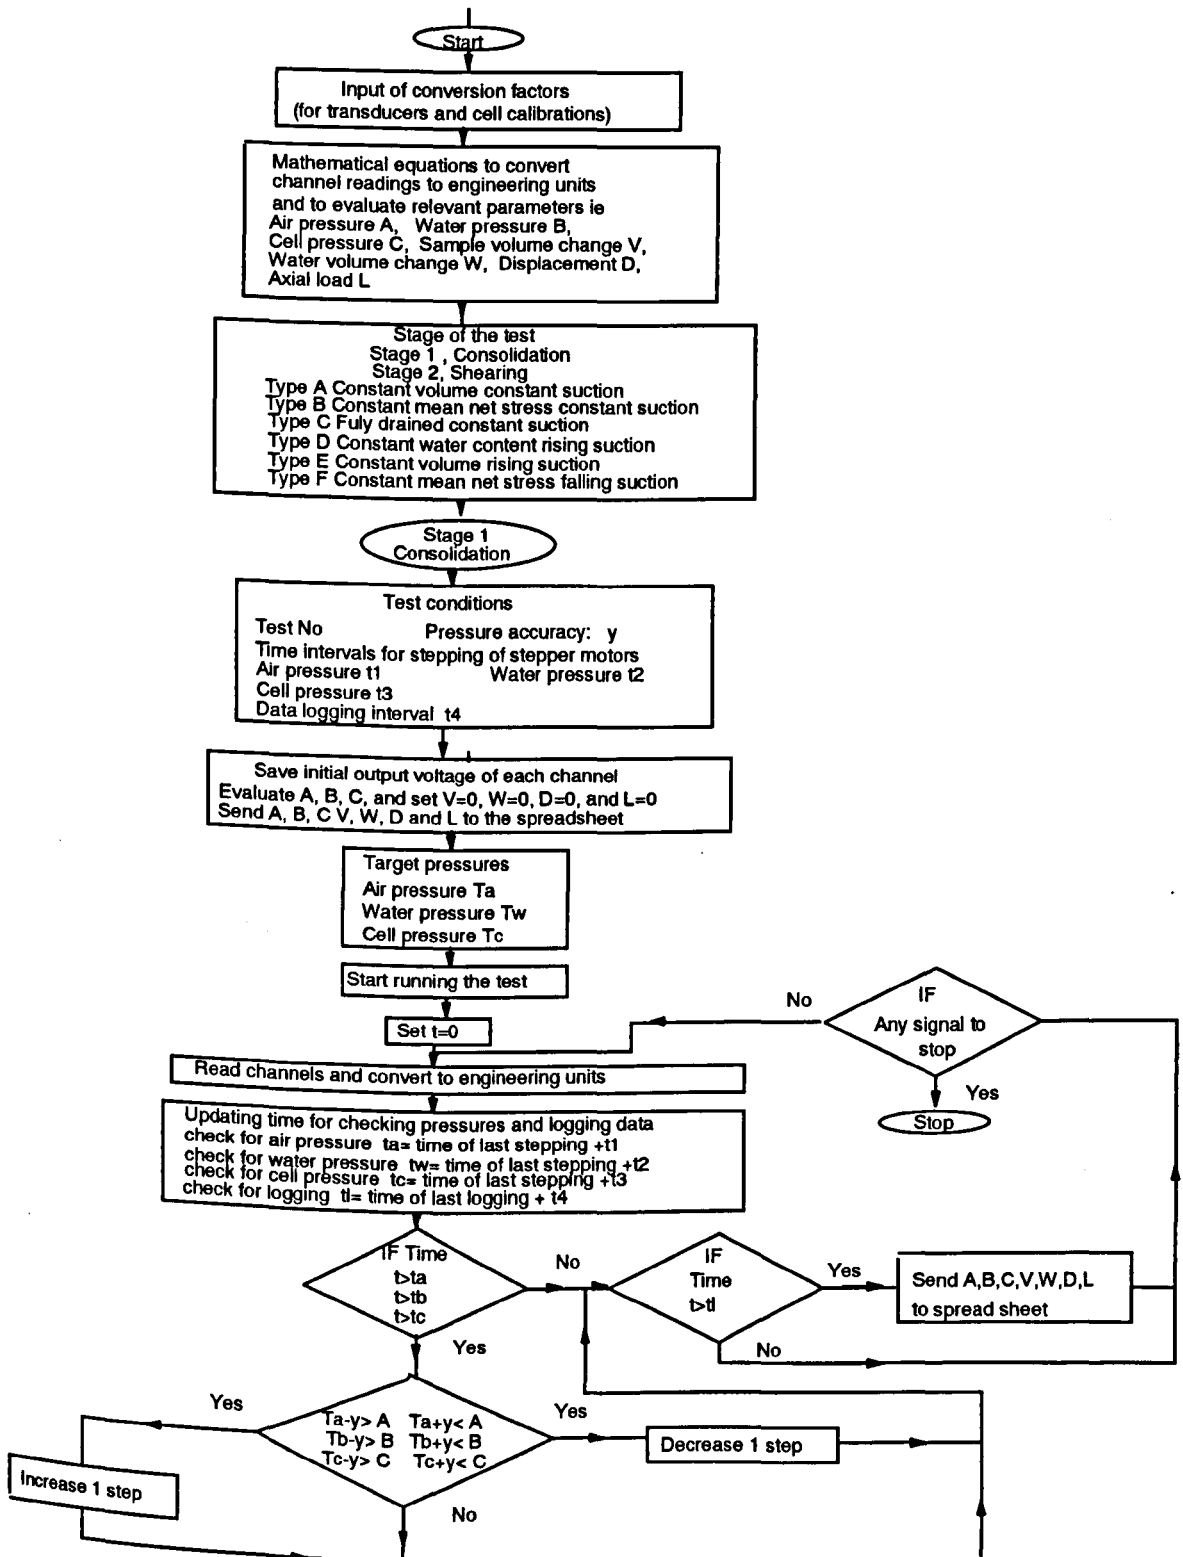 Start
Input of conversion factors
(for transducers and cell calibrations)
Mathematical equations to convert
channel readings to engineering units
and to evaluate relevant parameters ie
Air pressure A, Water pressure B,
Cell pressure C, Sample volume change V,
Water volume change W, Displacement D,
Axial load L
Stage of the test
Stage 1 , Consolidation
Stage 2, Shearing
Type A Constant volume constant suction
Type B Constant mean net stress constant suction
Type C Fuly drained constant suction
Type D Constant water content rising suction
Type E Constant volume rising suction
Type F Constant mean net stress falling suction
Stage 1
Consolidation
Test conditions
Test No Pressure accuracy: y
Time intervals for stepping of stepper motors
Air pressure t1 Water pressure t2
Cell pressure t3
Data logging interval t4
Save initial output voltage of each channel
Evaluate A, B, C, and set V=0, W=0, D=0, and L=0
Send A, B, C V, W, D and L to the spreadsheet
Target pressures
Air pressure Ta
Water pressure Tw
Cell pressure Tc
Start running the test
Set t=0
No
IF
Any signal to
stop
Yes
Stop
Read channels and convert to engineering units
Updating time for checking pressures and logging data
check for air pressure ta= time of last stepping +t1
check for water pressure tw= time of last stepping +t2
check for cell pressure tc= time of last stepping +t3
check for logging tl= time of last logging + t4
IF Time
t>ta
t>tb
t>tc
No
IF
Time
t>tl
Yes
Send A,B,C,V,W,D,L
to spread sheet
No
Yes
Yes
Ta-y> A Ta+y< A
Tb-y> B Tb+y< B
Tc-y> C Tc+y< C
Yes
Decrease 1 step
Increase 1 step
No